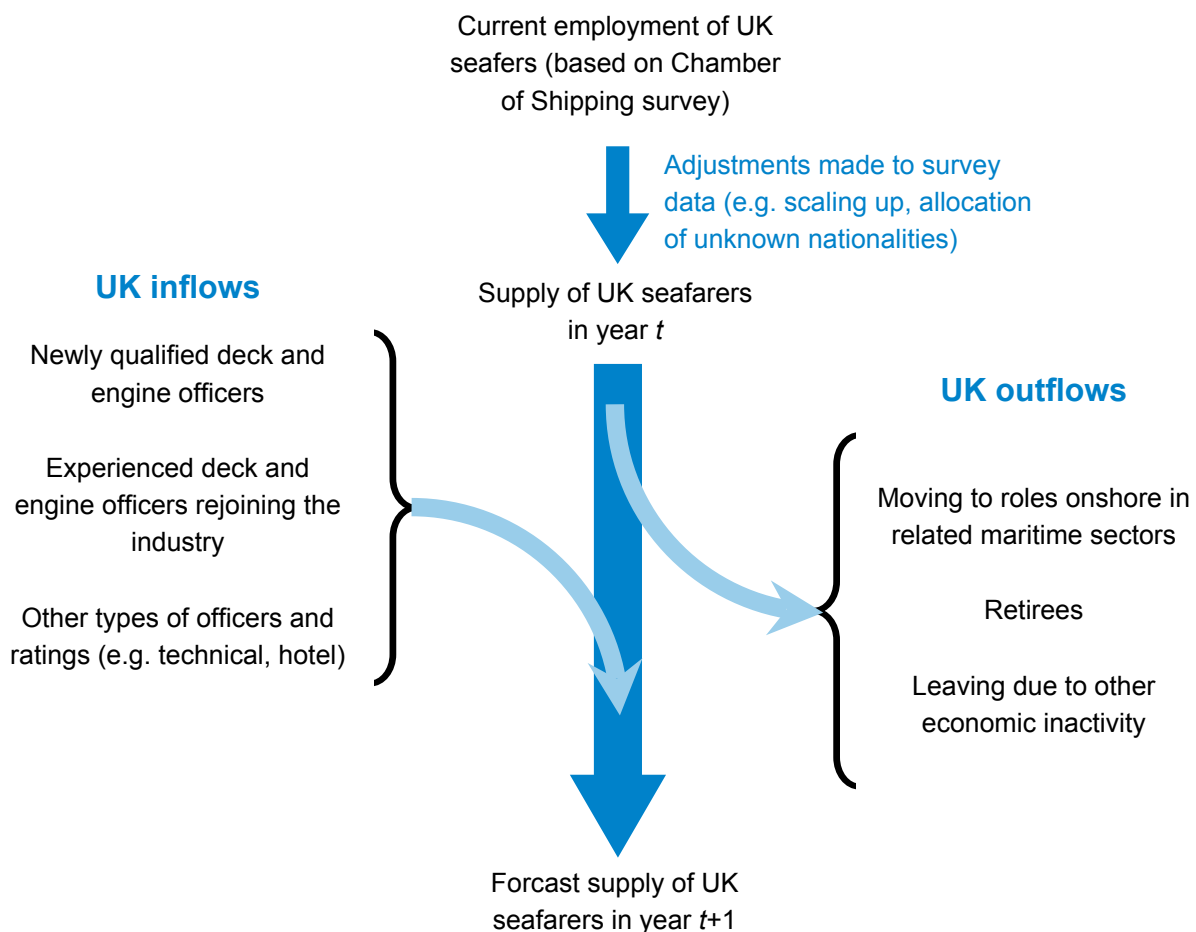 Current employment of UK
seafers (based on Chamber
of Shipping survey)
Adjustments made to survey
data (e.g. scaling up, allocation
of unknown nationalities)
UK inflows
Supply of UK seafarers
in year t
Newly qualified deck and
engine officers
Experienced deck and
engine officers rejoining the
industry
Other types of officers and
ratings (e.g. technical, hotel)
UK outflows
Moving to roles onshore in
related maritime sectors
Retirees
Leaving due to other
economic inactivity
Forcast supply of UK
seafarers in year t+1